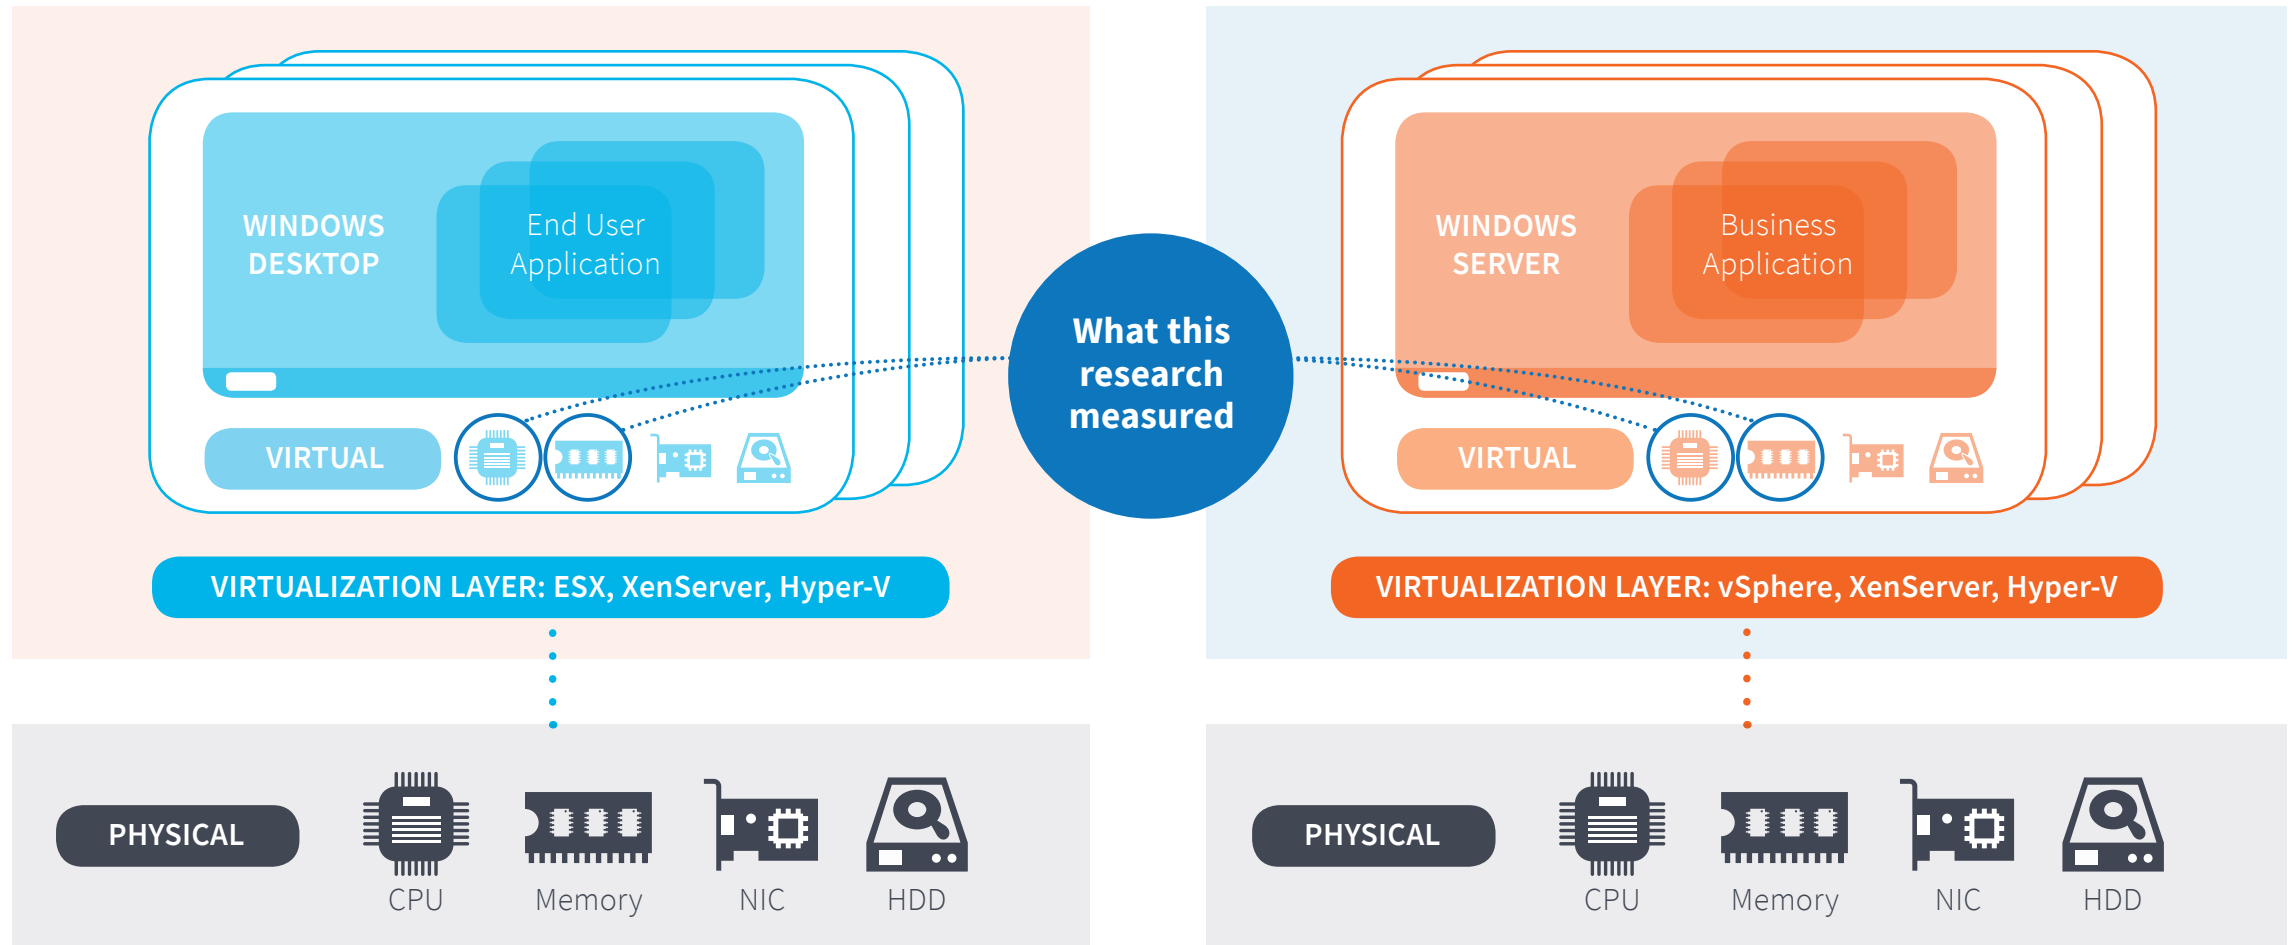 WINDOWS
DESKTOP
End User
Application
VIRTUAL
VIRTUALIZATION LAYER: ESX, XenServer, Hyper-V
PHYSICAL
CPU
Memory
NIC
HDD
What this
research
measured
WINDOWS
SERVER
Business
Application
VIRTUAL
VIRTUALIZATION LAYER: vSphere, XenServer, Hyper-V
PHYSICAL
CPU
Memory
NIC
HDD